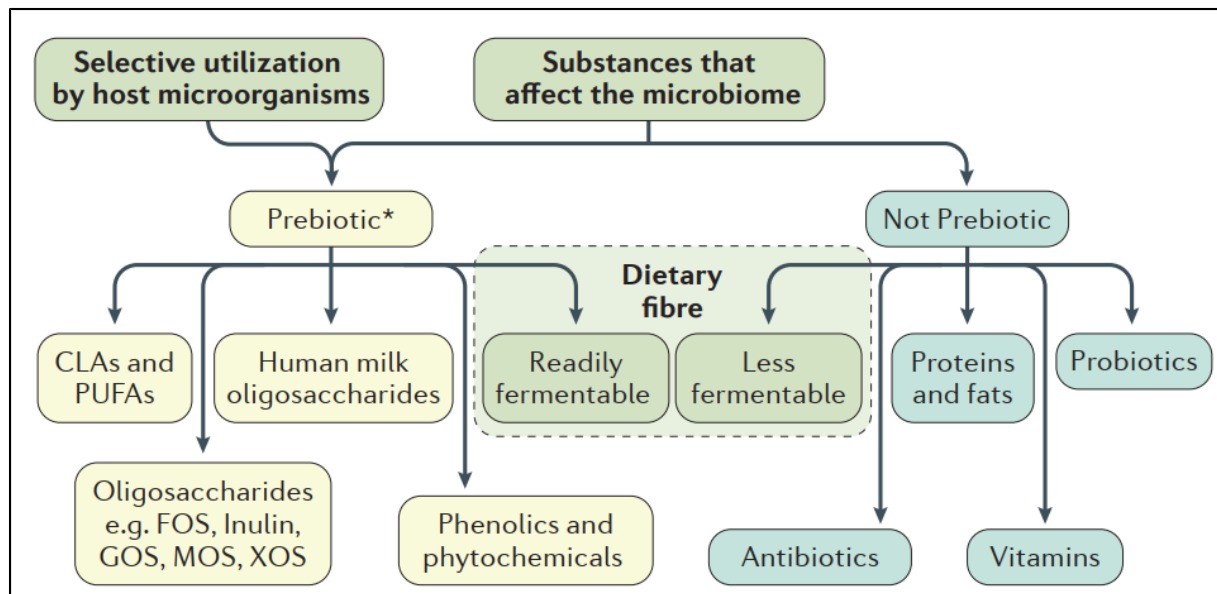 Selective utilization
by host microorganisms
Substances that
affect the microbiome
Prebiotic*
Not Prebiotic
Dietary
fibre
CLAs and
PUFAs
Human milk
oligosaccharides
Readily
fermentable
Less
fermentable
Proteins
and fats
Probiotics
Oligosaccharides
e.g. FOS, Inulin,
GOS, MOS, XOS
Phenolics and
phytochemicals
Antibiotics
Vitamins